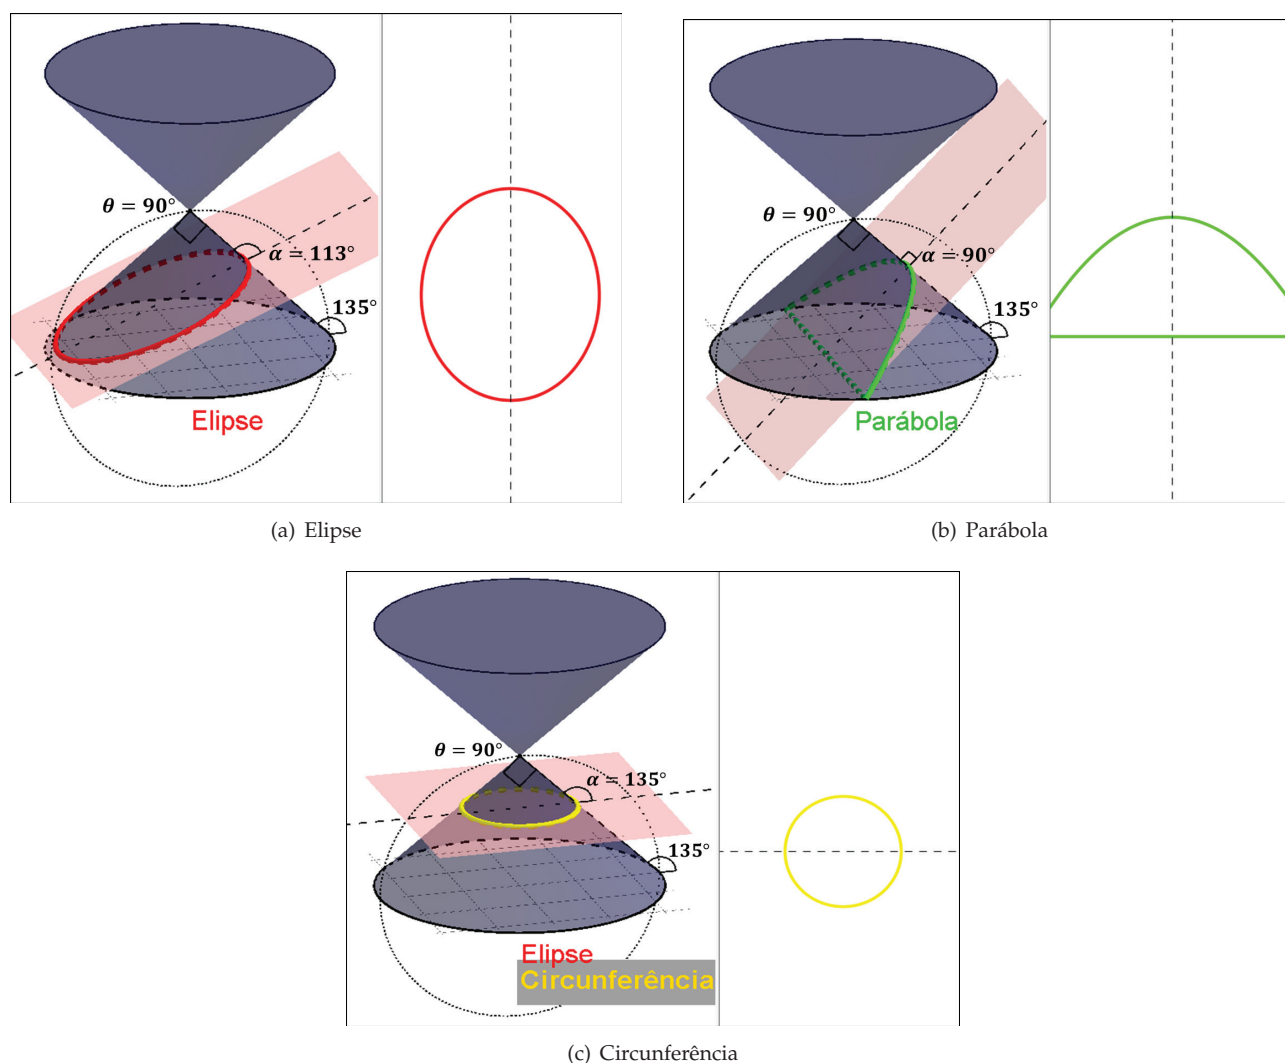 θ = 90°
α = 113°
135°
Elipse
(a) Elipse
θ = 90°
α = 90°
135°
Parábola
(b) Parábola
θ = 90°
α = 135°
135°
Elipse
Circunferência
(c) Circunferência